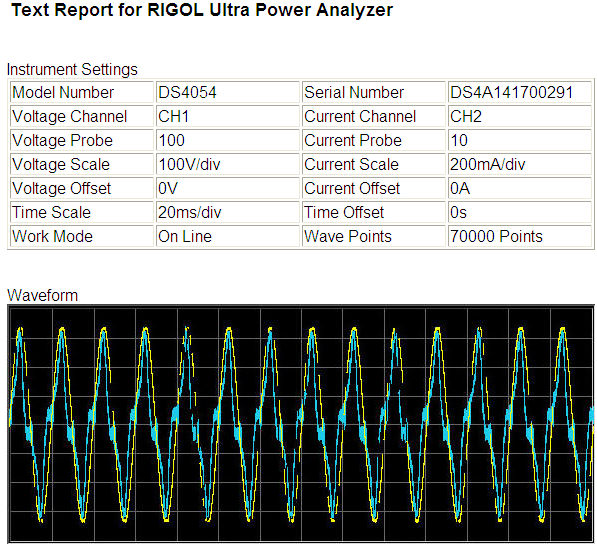 Text Report for RIGOL Ultra Power Analyzer
Instrument Settings
Model Number DS4054 Serial Number DS4A141700291
Voltage Channel CH1 Current Channel CH2
Voltage Probe 100 Current Probe 10
Voltage Scale 100V/div Current Scale 200mA/div
Voltage Offset 0V Current Offset 0A
Time Scale 20ms/div Time Offset 0s
Work Mode On Line Wave Points 70000 Points
Waveform